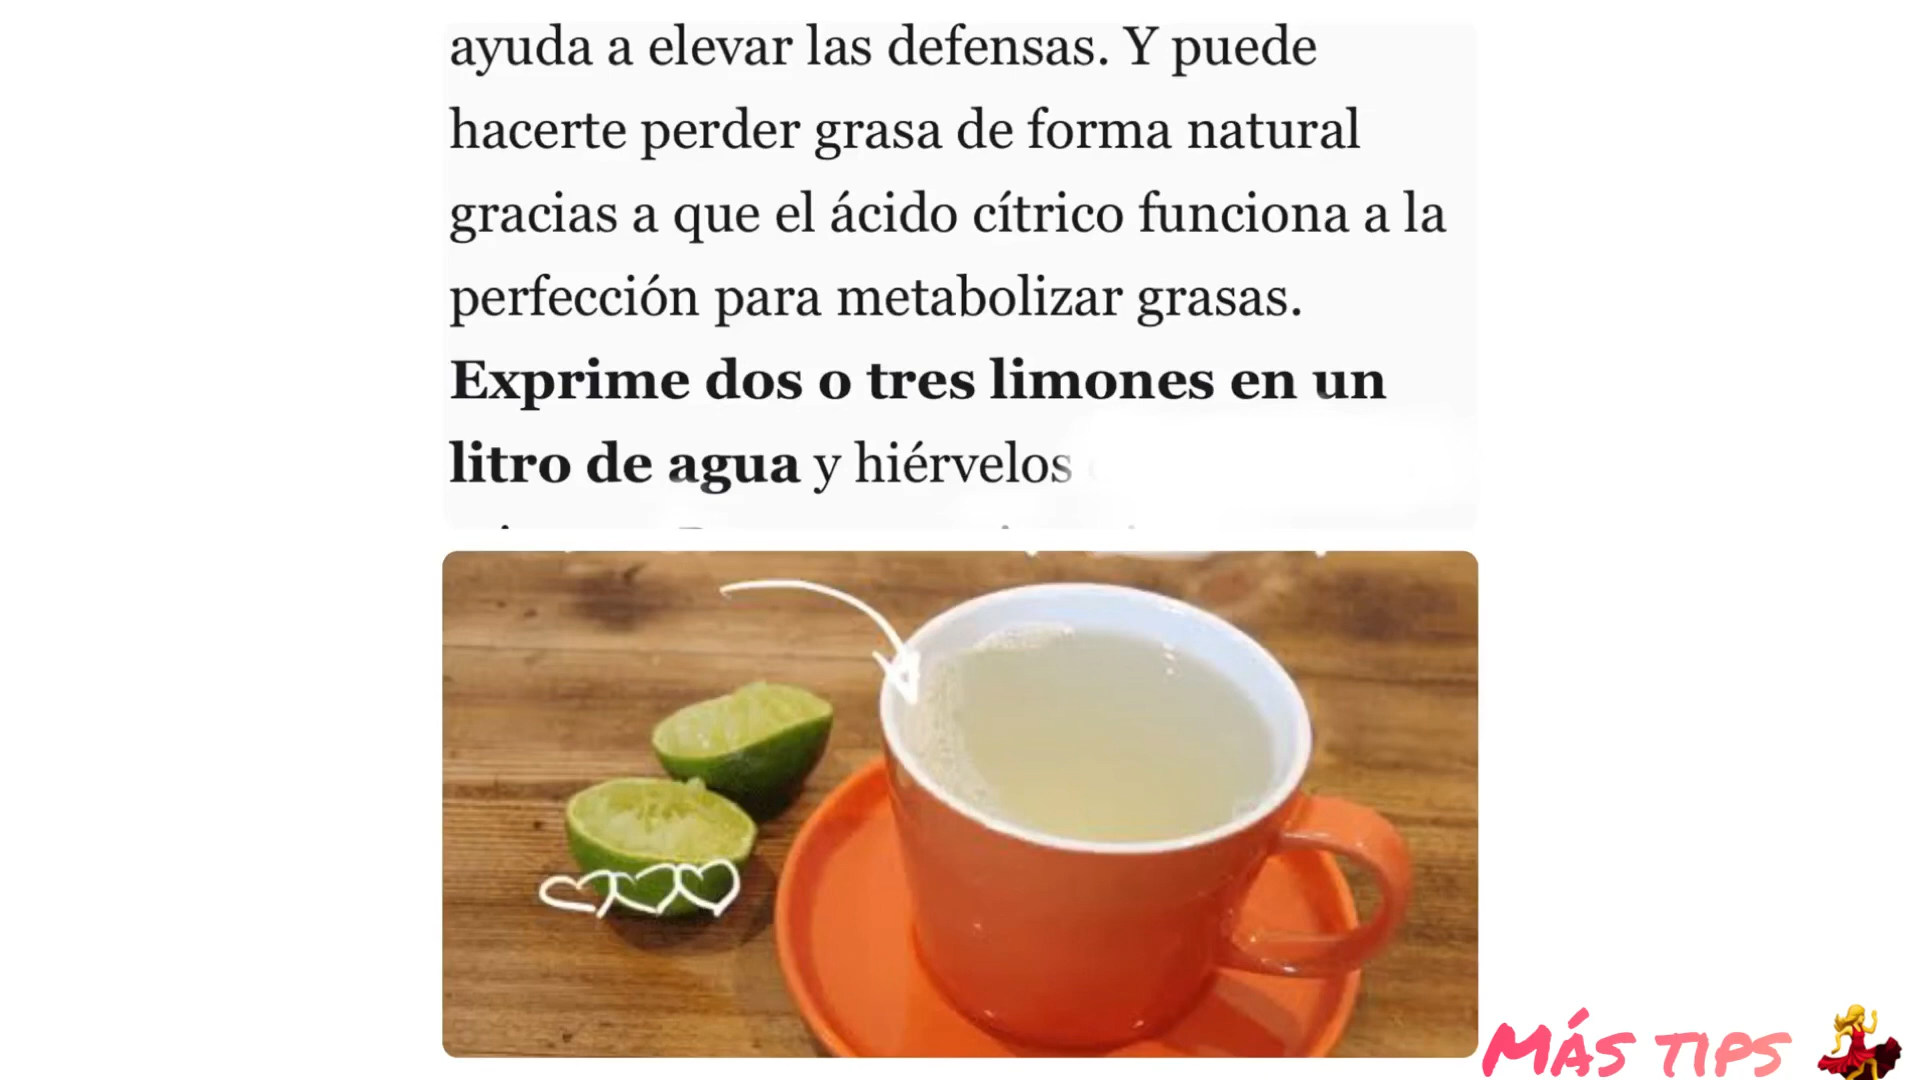 ayuda a elevar las defensas. Y puede
hacerte perder grasa de forma natural
gracias a que el ácido cítrico funciona a la
perfección para metabolizar grasas.
Exprime dos o tres limones en un
litro de agua y hiérvelos
MÁS TIPS